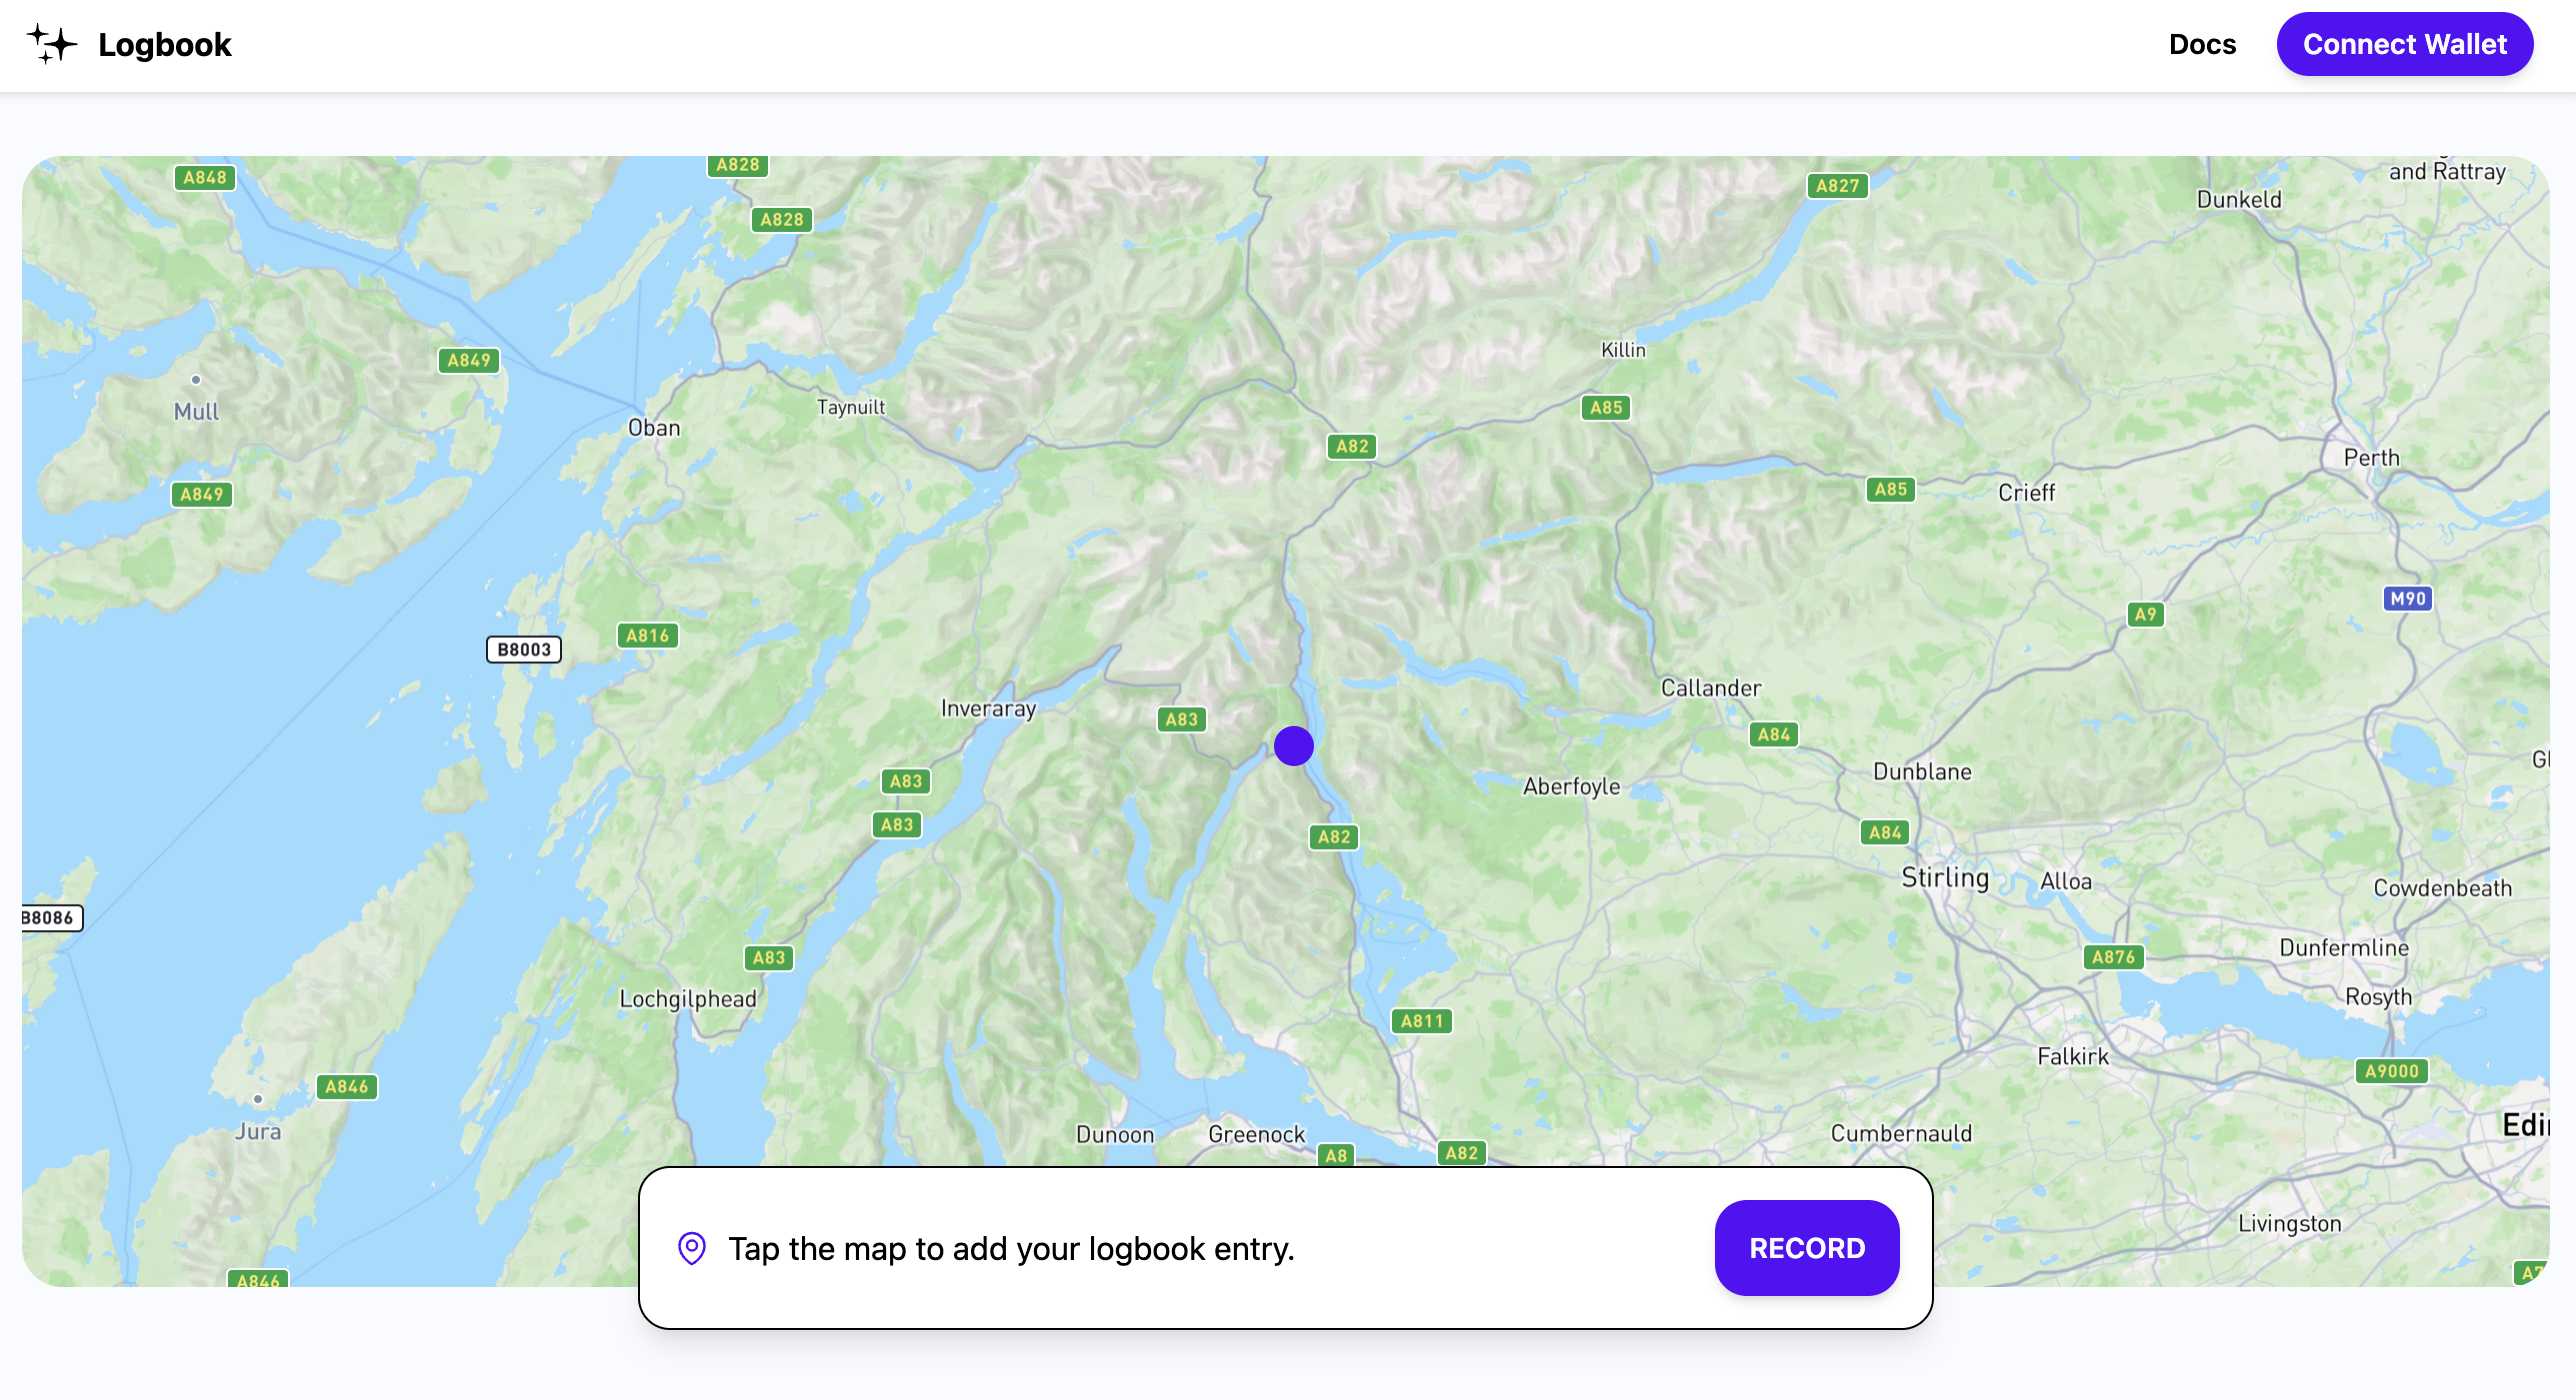 Logbook
Docs
Connect Wallet
A848
A828
A827
and Rattray
Dunkeld
A828
Killin
A849
Mull
Taynuilt
A85
Oban
A82
Perth
A849
A85
Crieff
M90
A9
A816
B8003
Callander
Inveraray
A83
A84
Dunblane
A83
Aberfoyle
A83
A82
A84
Stirling
Alloa
Cowdenbeath
B8086
Dunfermline
A83
A876
Lochgilphead
Rosyth
A811
Falkirk
A846
A9000
Jura
Dunoon
Greenock
Cumbernauld
A8
A82
Livingston
Tap the map to add your logbook entry.
RECORD
A846